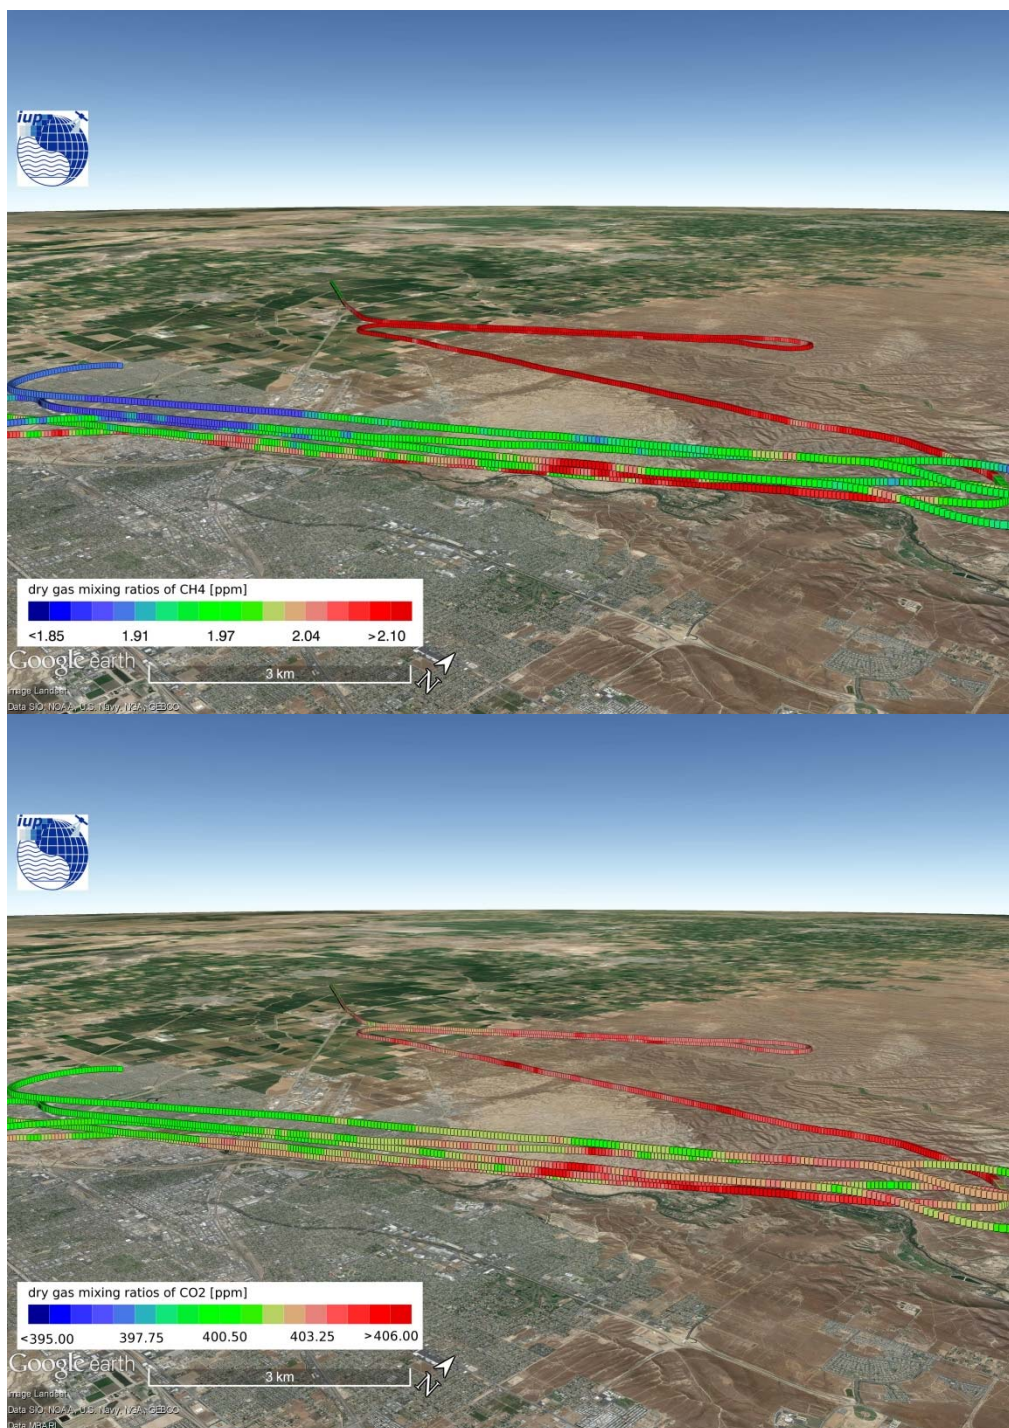 iup
dry gas mixing ratios of CH4 [ppm]
<1.85 1.91 1.97 2.04 >2.10
Google earth
3 km
N
Image Landsat
Data SIO, NOAA, U.S. Navy, NGA, GEBCO
iup
dry gas mixing ratios of CO2 [ppm]
<395.00 397.75 400.50 403.25 >406.00
Google earth
3 km
N
Image Landsat
Data SIO, NOAA, U.S. Navy, NGA, GEBCO
Data MBARI